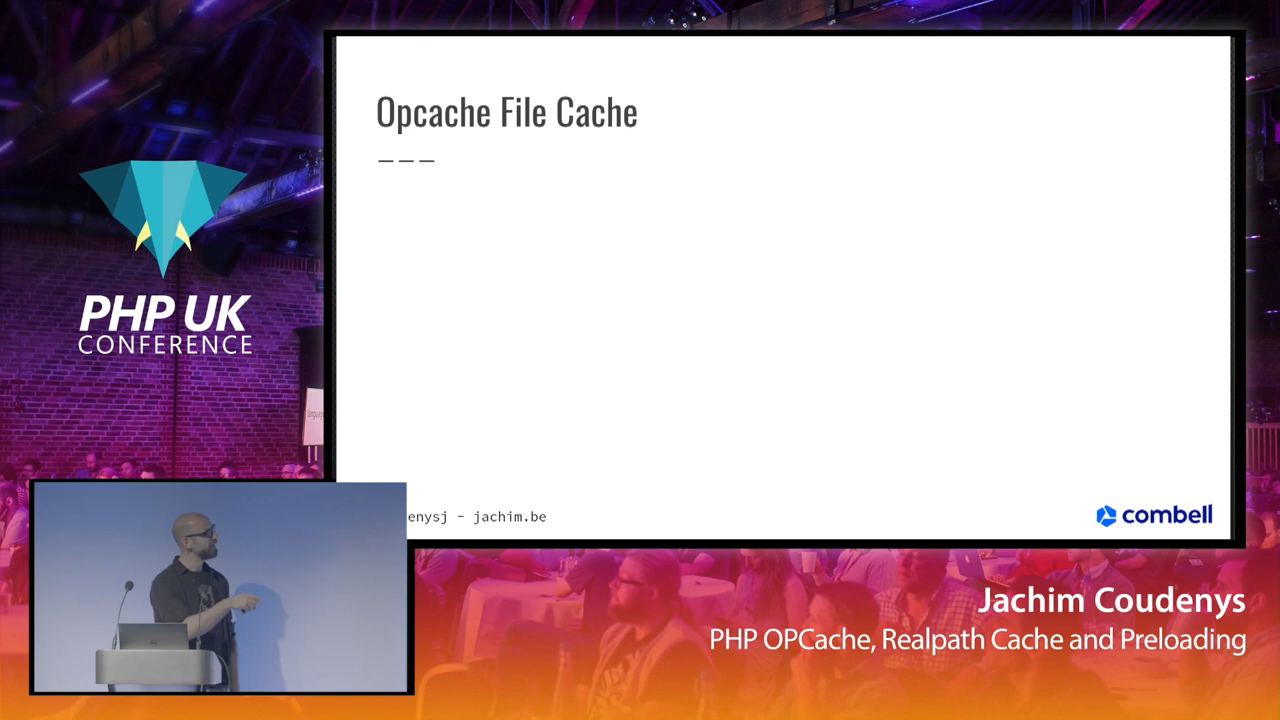 Opcache File Cache
PHP UK
CONFERENCE
enysj - jachim.be
combell
Jachim Coudenys
PHP OPCache, Realpath Cache and Preloading